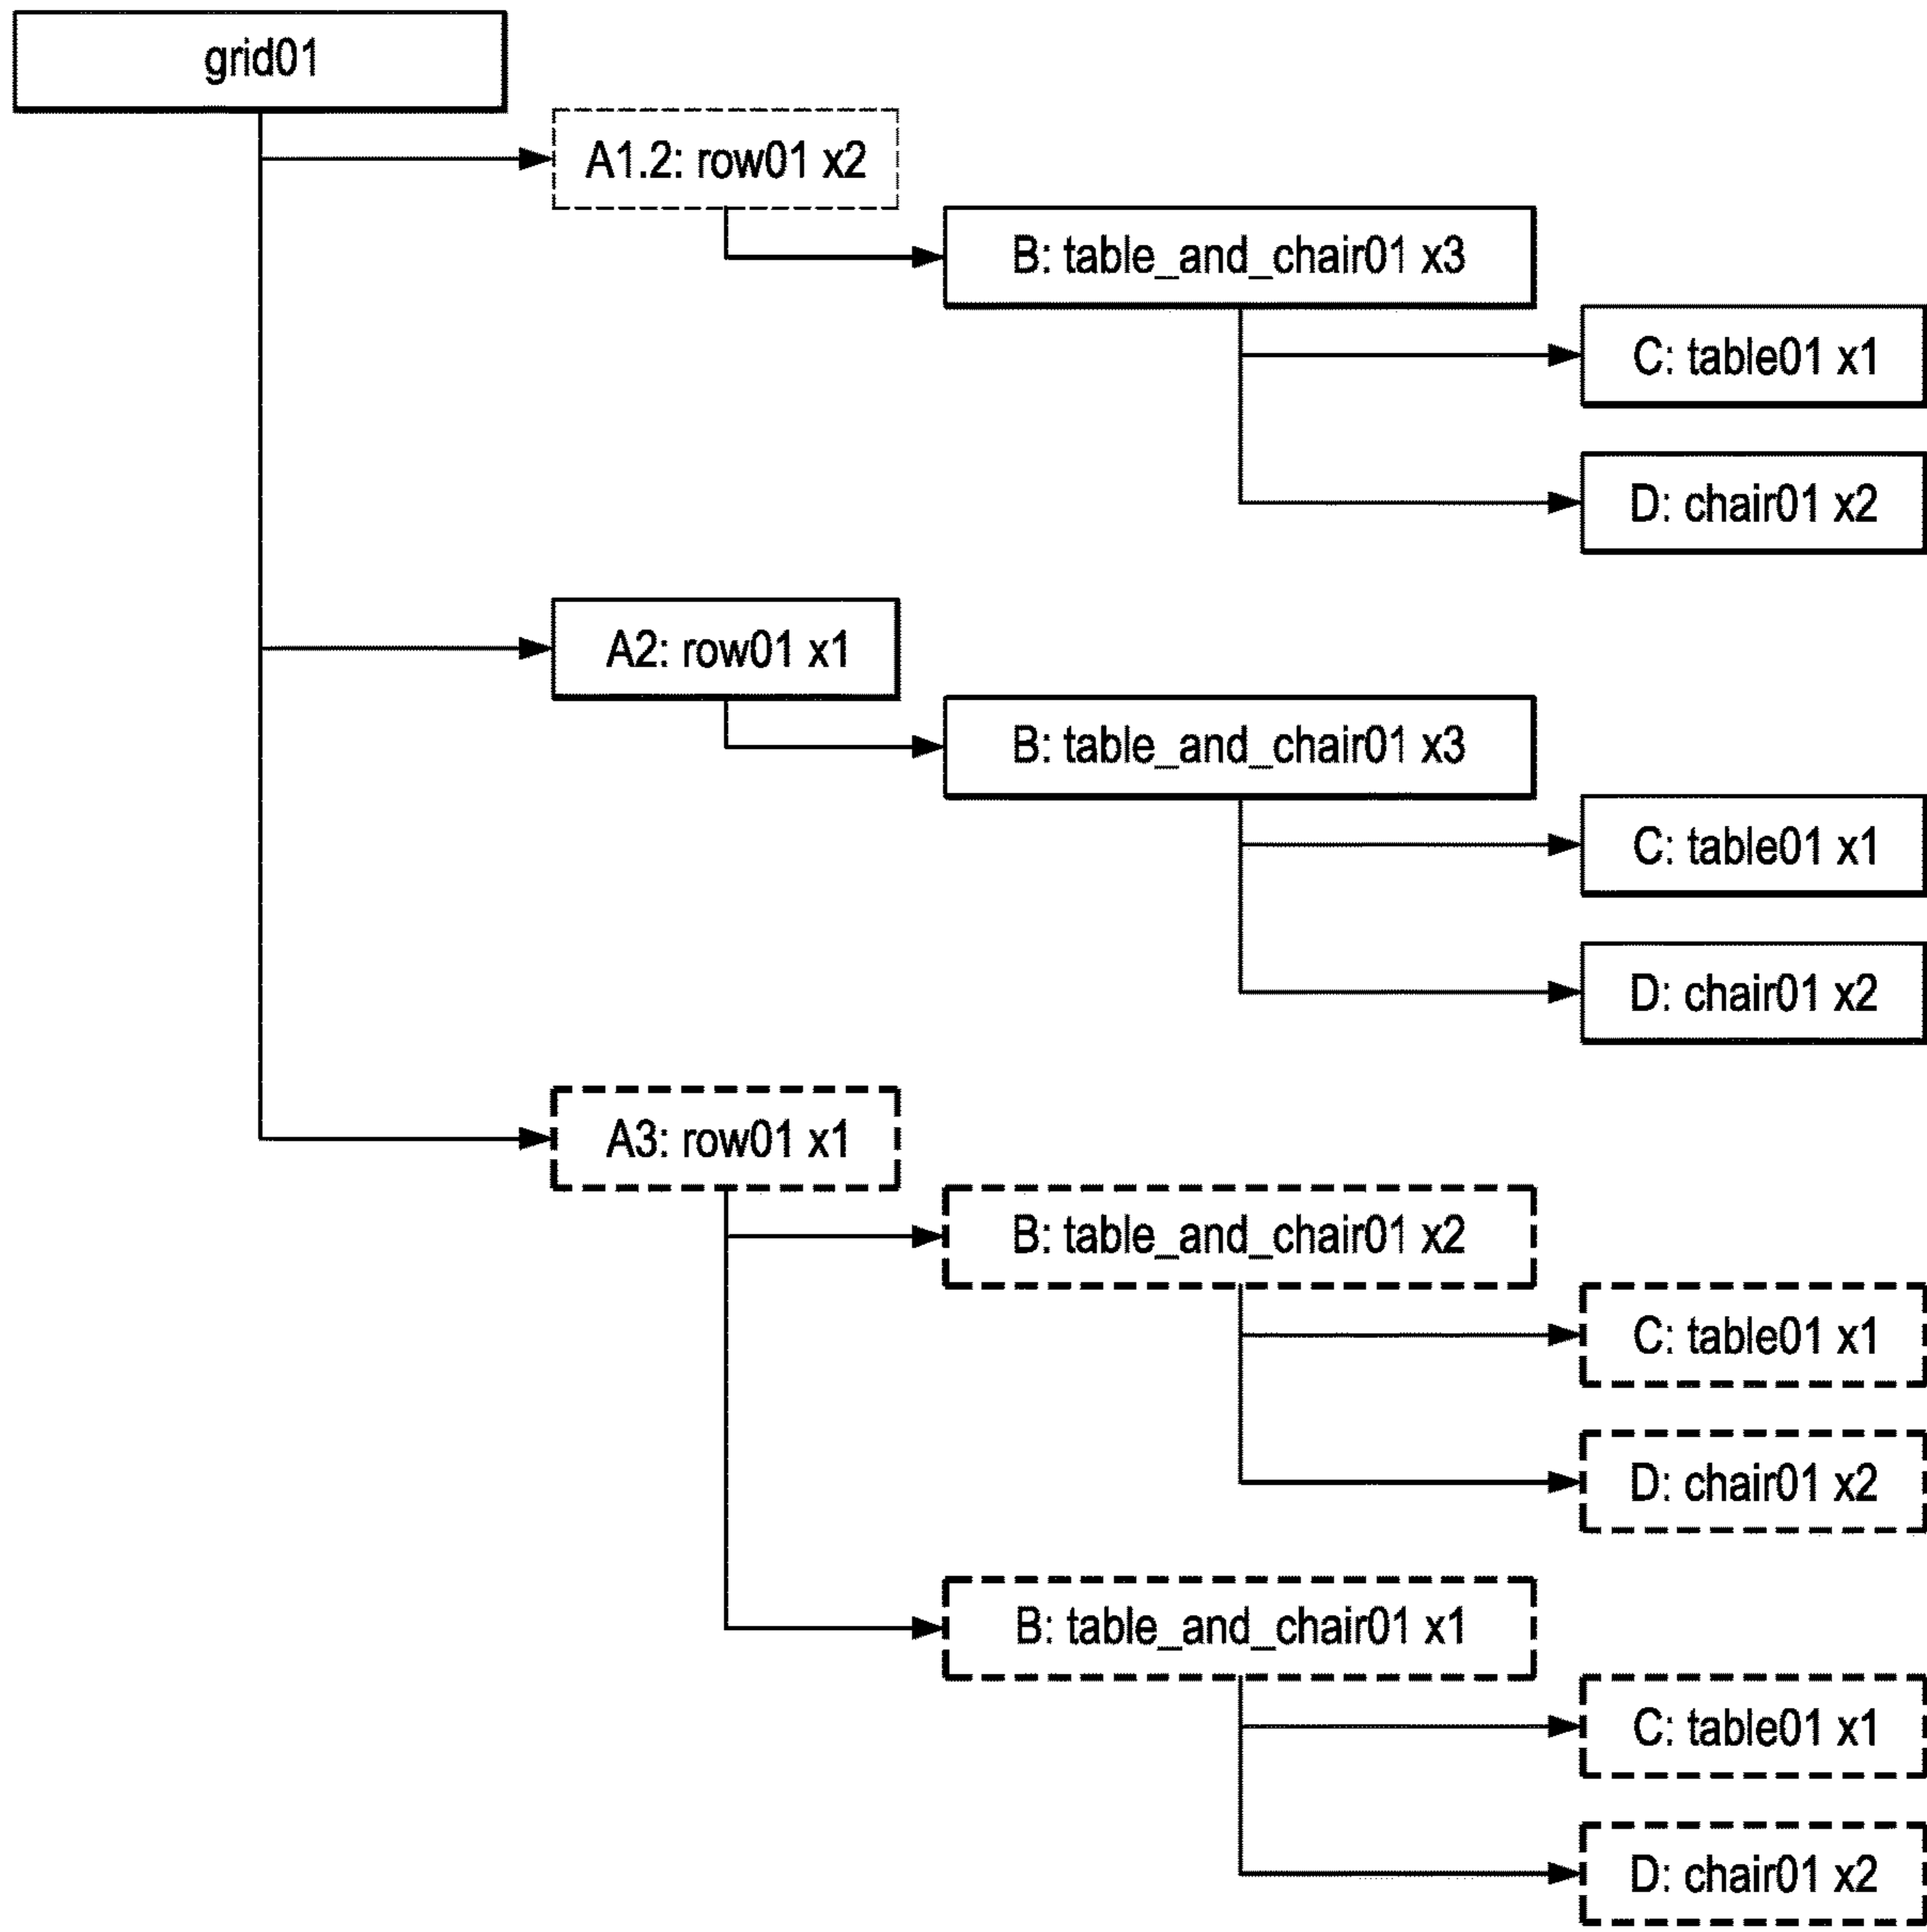 grid01
A1.2: row01 x2
B: table_and_chair01 x3
C: table01 x1
D: chair01 x2
A2: row01 x1
B: table_and_chair01 x3
C: table01 x1
D: chair01 x2
A3: row01 x1
B: table_and_chair01 x2
C: table01 x1
D: chair01 x2
B: table_and_chair01 x1
C: table01 x1
D: chair01 x2